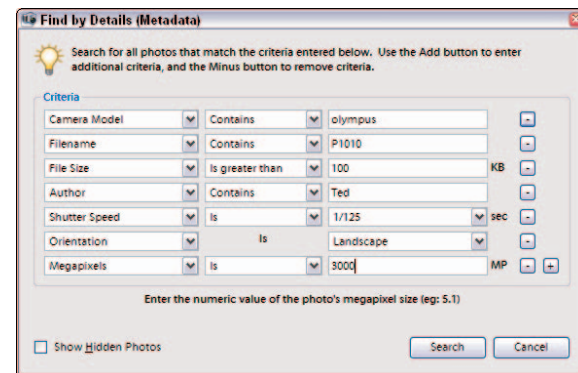 Find by Details (Metadata)
Search for all photos that match the criteria entered below. Use the Add button to enter
additional criteria, and the Minus button to remove criteria.
Criteria
Camera Model Contains olympus -
Filename Contains P1010 -
File Size Is greater than 100 KB -
Author Contains Ted -
Shutter Speed Is 1/125 sec -
Orientation Is Landscape -
Megapixels Is 3000 MP - +
Enter the numeric value of the photo's megapixel size (eg: 5.1)
Show Hidden Photos Search Cancel